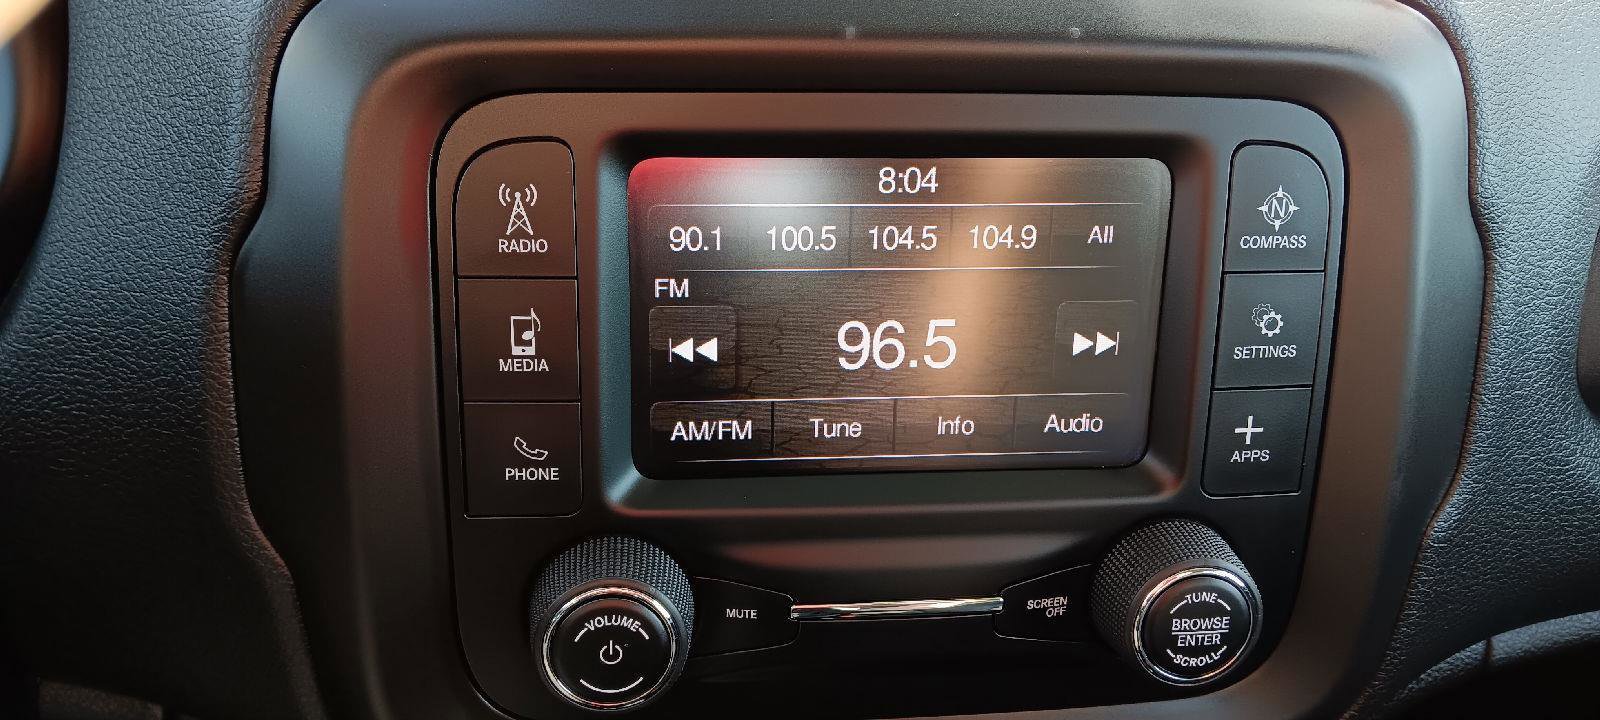 8:04
90.1 100.5 104.5 104.9 All
FM
96.5
AM/FM Tune Info Audio
RADIO
MEDIA
PHONE
N
COMPASS
SETTINGS
APPS
VOLUME
MUTE
SCREEN
OFF
TUNE
BROWSE
ENTER
SCROLL